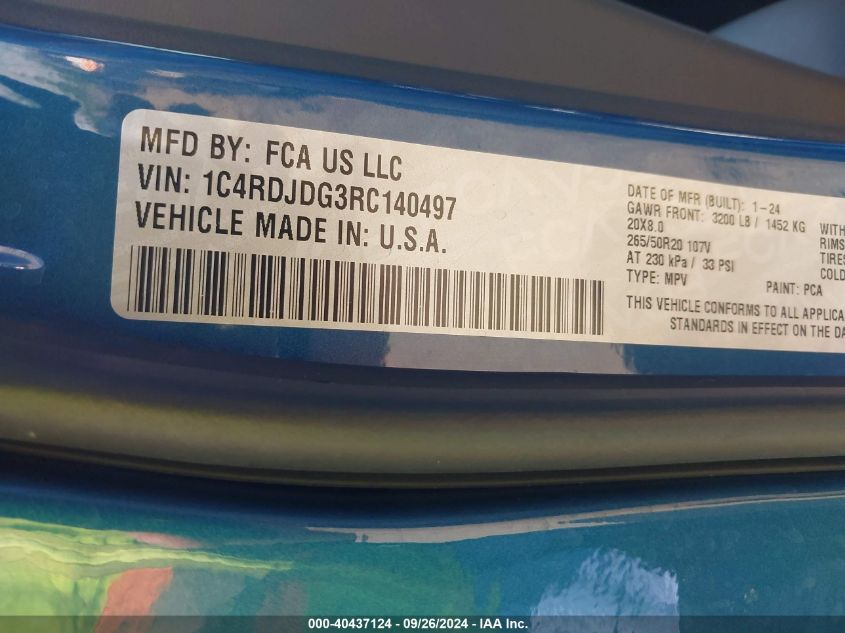 MFD BY: FCA US LLC
VIN: 1C4RDJDG3RC140497
VEHICLE MADE IN: U.S.A.
DATE OF MFR (BUILT): 1-24
GAWR FRONT: 3200 LB / 1452 KG WITH
20X8.0 RIMS
265/50R20 107V TIRES
AT 230 kPa / 33 PSI COLD
TYPE: MPV PAINT: PCA
THIS VEHICLE CONFORMS TO ALL APPLICA
STANDARDS IN EFFECT ON THE DA
000-40437124 - 09/26/2024 - IAA Inc.